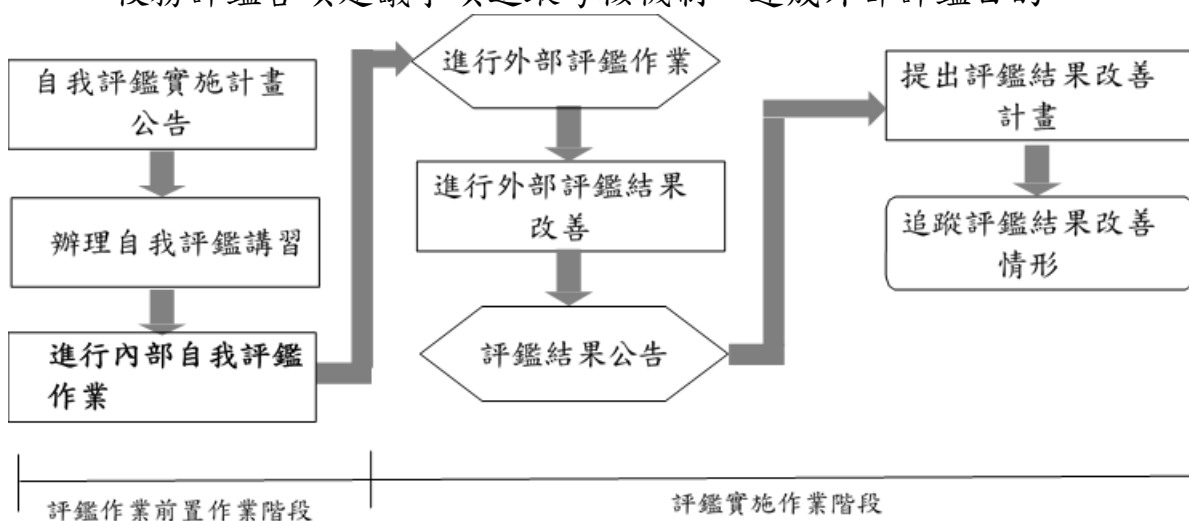 自我評鑑實施計畫
公告
辦理自我評鑑講習
進行內部自我評鑑
作業
進行外部評鑑作業
進行外部評鑑結果
改善
評鑑結果公告
提出評鑑結果改善
計畫
追蹤評鑑結果改善
情形
評鑑作業前置作業階段
評鑑實施作業階段